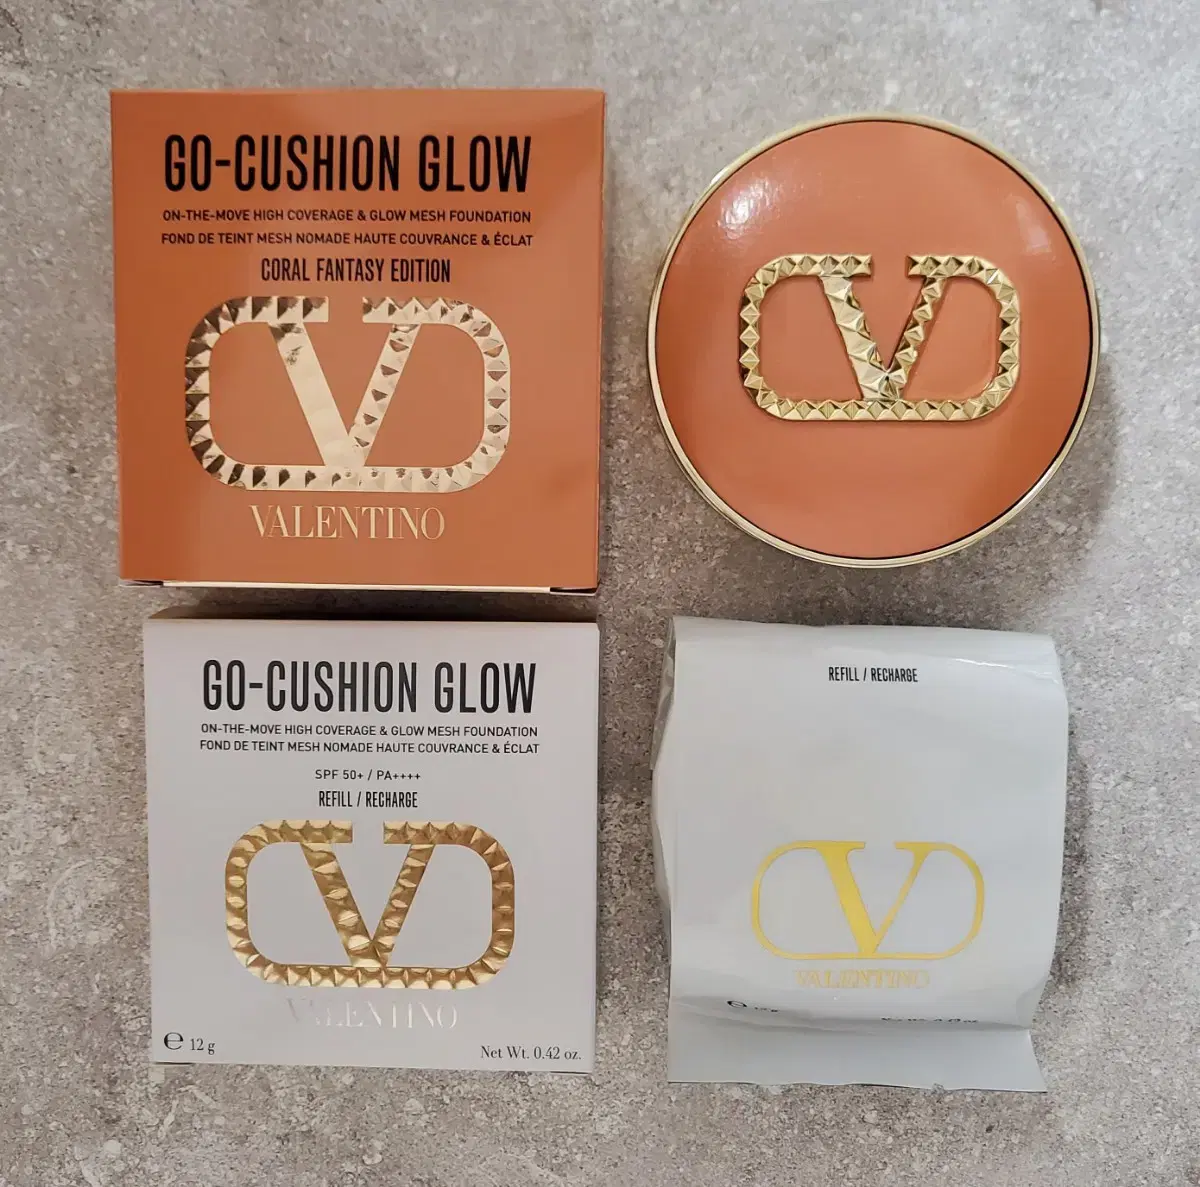 GO-CUSHION GLOW
ON-THE-MOVE HIGH COVERAGE & GLOW MESH FOUNDATION
FOND DE TEINT MESH NOMADE HAUTE COUVRANCE & ÉCLAT
CORAL FANTASY EDITION
VALENTINO
GO-CUSHION GLOW
ON-THE-MOVE HIGH COVERAGE & GLOW MESH FOUNDATION
FOND DE TEINT MESH NOMADE HAUTE COUVRANCE & ÉCLAT
SPF 50+ / PA++++
REFILL / RECHARGE
VALENTINO
℮ 12 g
Net Wt. 0.42 oz.
REFILL / RECHARGE
VALENTINO
℮ 12 g